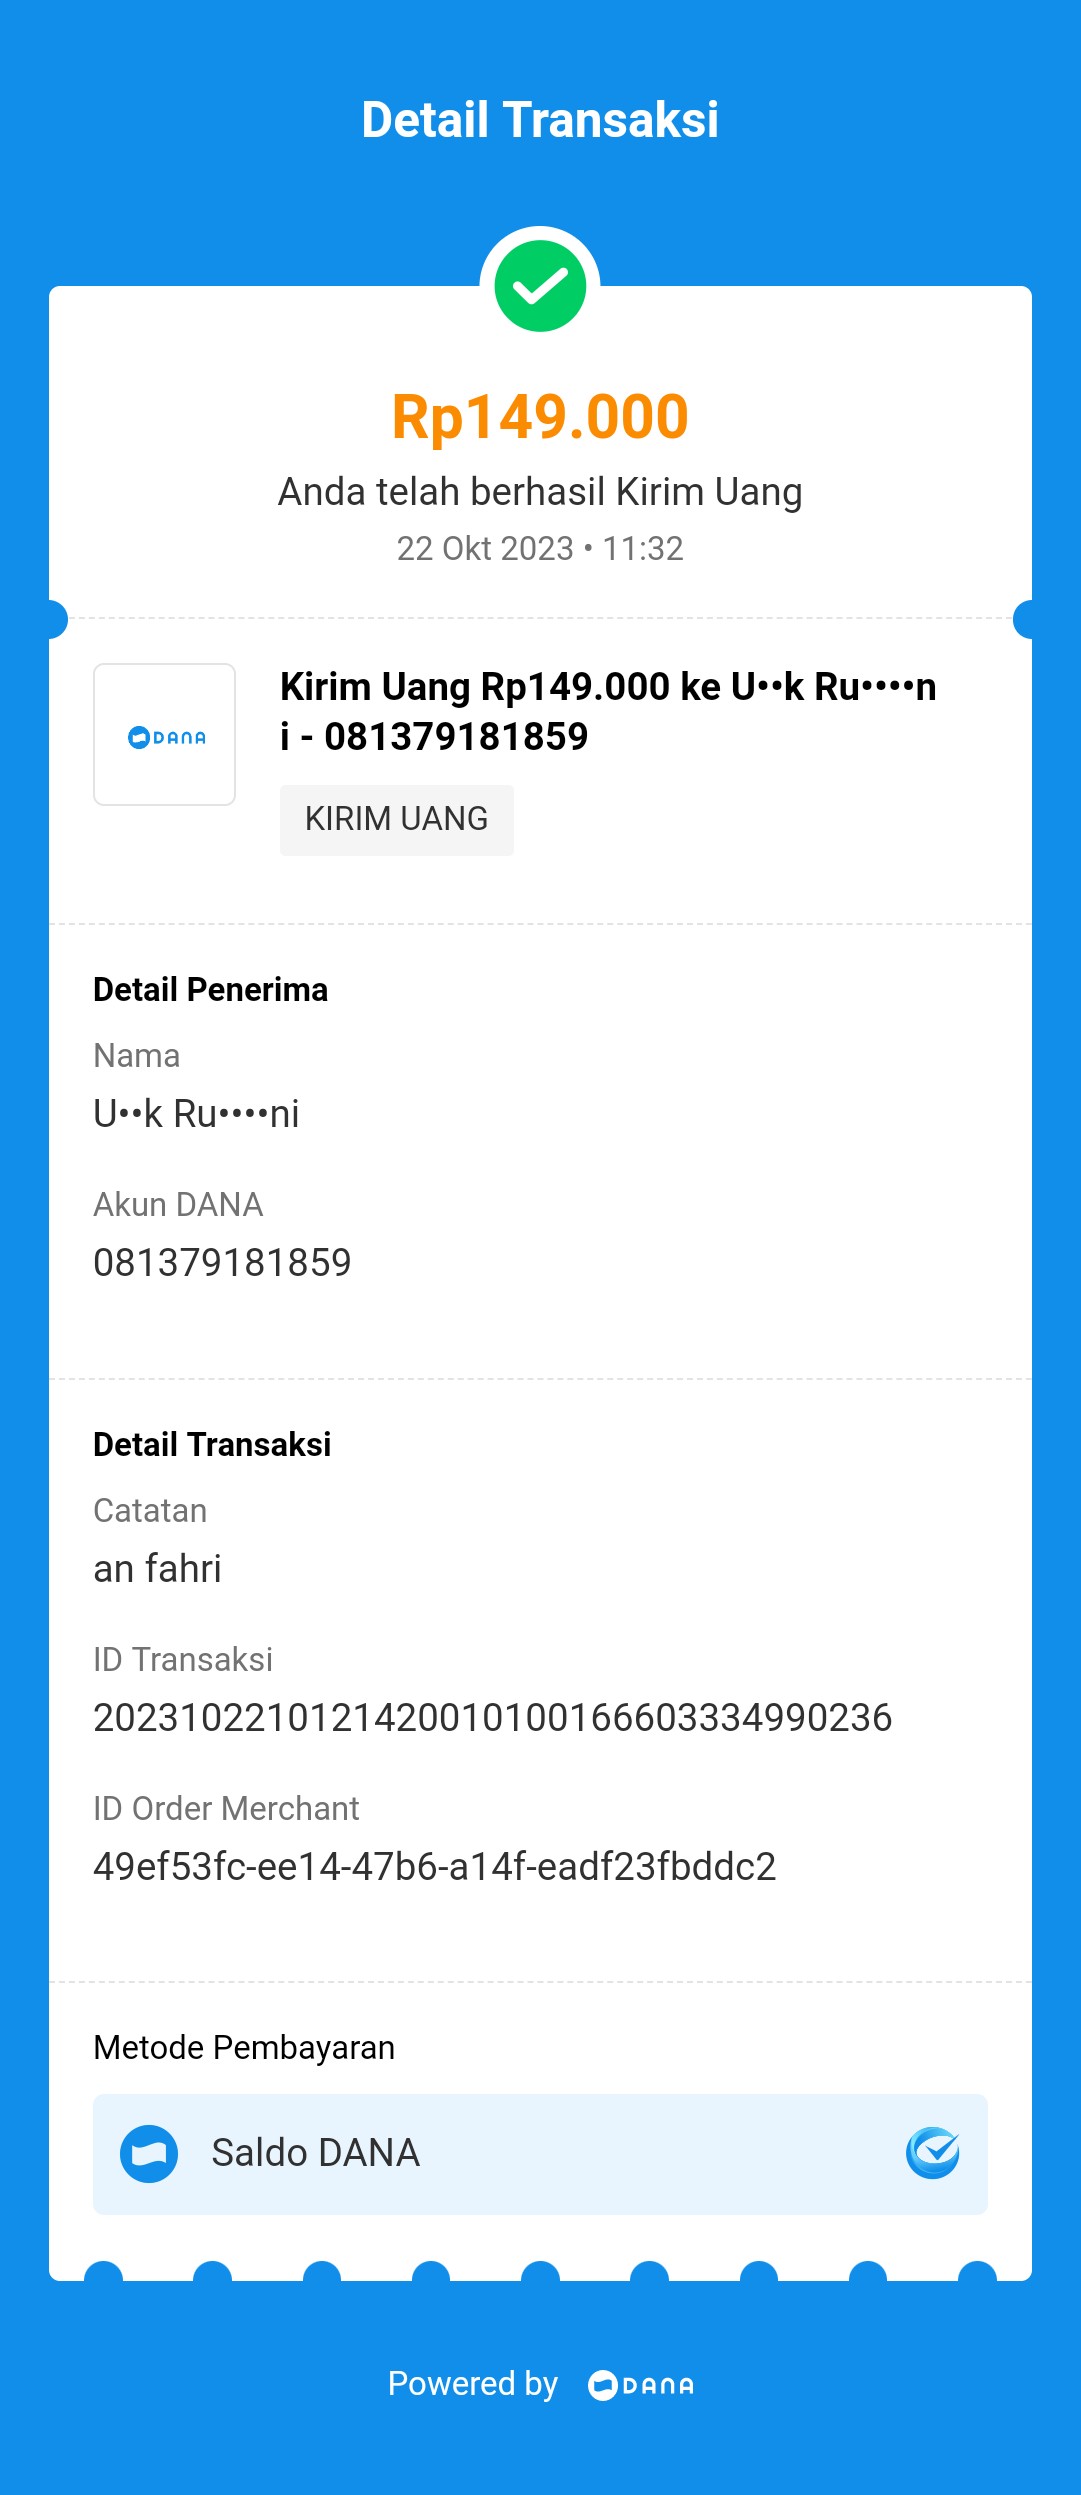 Detail Transaksi
Rp149.000
Anda telah berhasil Kirim Uang
22 Okt 2023 • 11:32
DANA
Kirim Uang Rp149.000 ke U••k Ru••••n
i - 081379181859
KIRIM UANG
Detail Penerima
Nama
U••k Ru••••ni
Akun DANA
081379181859
Detail Transaksi
Catatan
an fahri
ID Transaksi
2023102210121420010100166603334990236
ID Order Merchant
49ef53fc-ee14-47b6-a14f-eadf23fbddc2
Metode Pembayaran
Saldo DANA
Powered by DANA